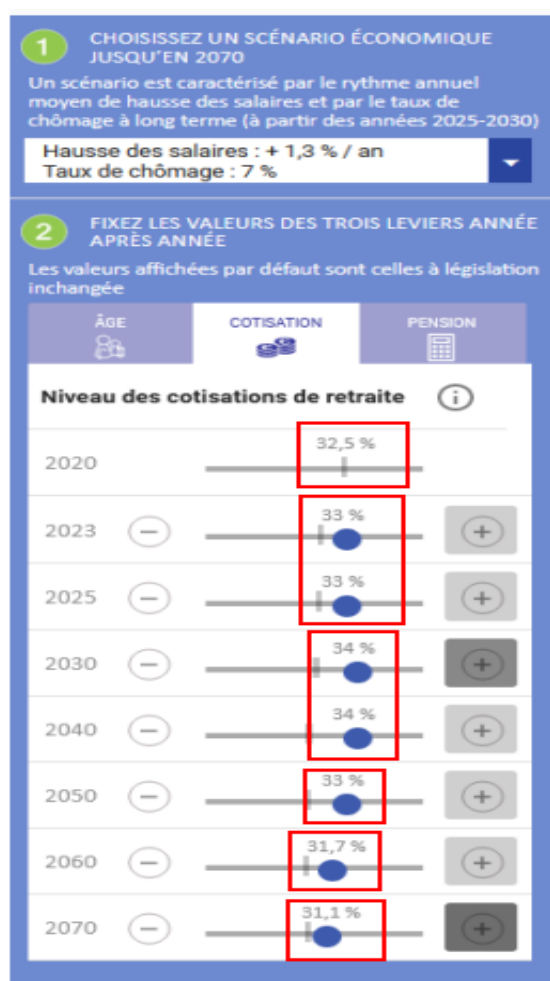 1
CHOISISSEZ UN SCÉNARIO ÉCONOMIQUE
JUSQU'EN 2070
Un scénario est caractérisé par le rythme annuel
moyen de hausse des salaires et par le taux de
chômage à long terme (à partir des années 2025-2030)
Hausse des salaires : + 1,3 % / an
Taux de chômage : 7 %
2
FIXEZ LES VALEURS DES TROIS LEVIERS ANNÉE
APRÈS ANNÉE
Les valeurs affichées par défaut sont celles à législation
inchangée
ÂGE COTISATION PENSION
Niveau des cotisations de retraite i
2020 32,5 %
2023 − 33 % +
2025 − 33 % +
2030 − 34 % +
2040 − 34 % +
2050 − 33 % +
2060 − 31,7 % +
2070 − 31,1 % +